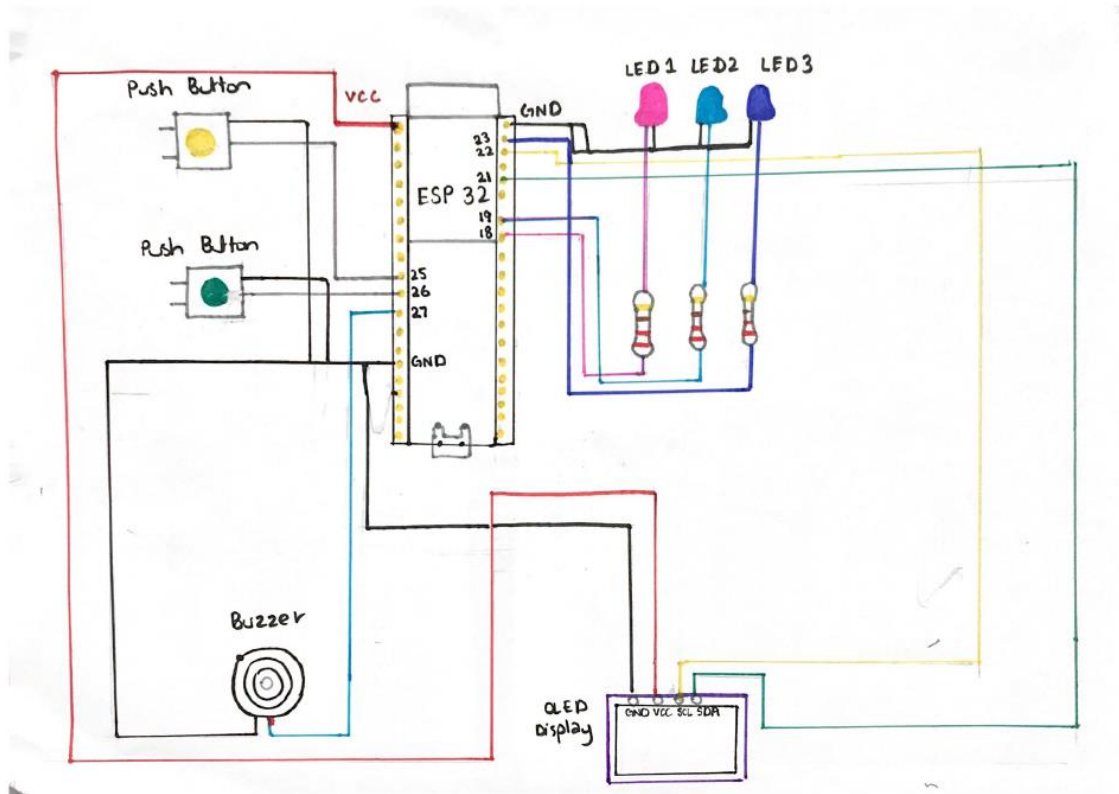 LED1 LED2 LED3
Push Button
VCC
GND
23
22
21
ESP 32
19
18
Push Button
25
26
27
GND
Buzzer
OLED
Display
GND VCC SCL SDA